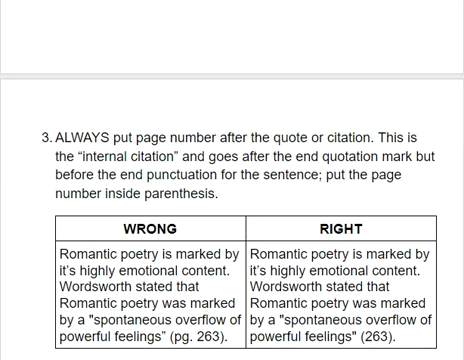 3. ALWAYS put page number after the quote or citation. This is
the “internal citation” and goes after the end quotation mark but
before the end punctuation for the sentence; put the page
number inside parenthesis.
WRONG
Romantic poetry is marked by
it’s highly emotional content.
Wordsworth stated that
Romantic poetry was marked
by a "spontaneous overflow of
powerful feelings” (pg. 263).
RIGHT
Romantic poetry is marked by
it’s highly emotional content.
Wordsworth stated that
Romantic poetry was marked
by a "spontaneous overflow of
powerful feelings" (263).